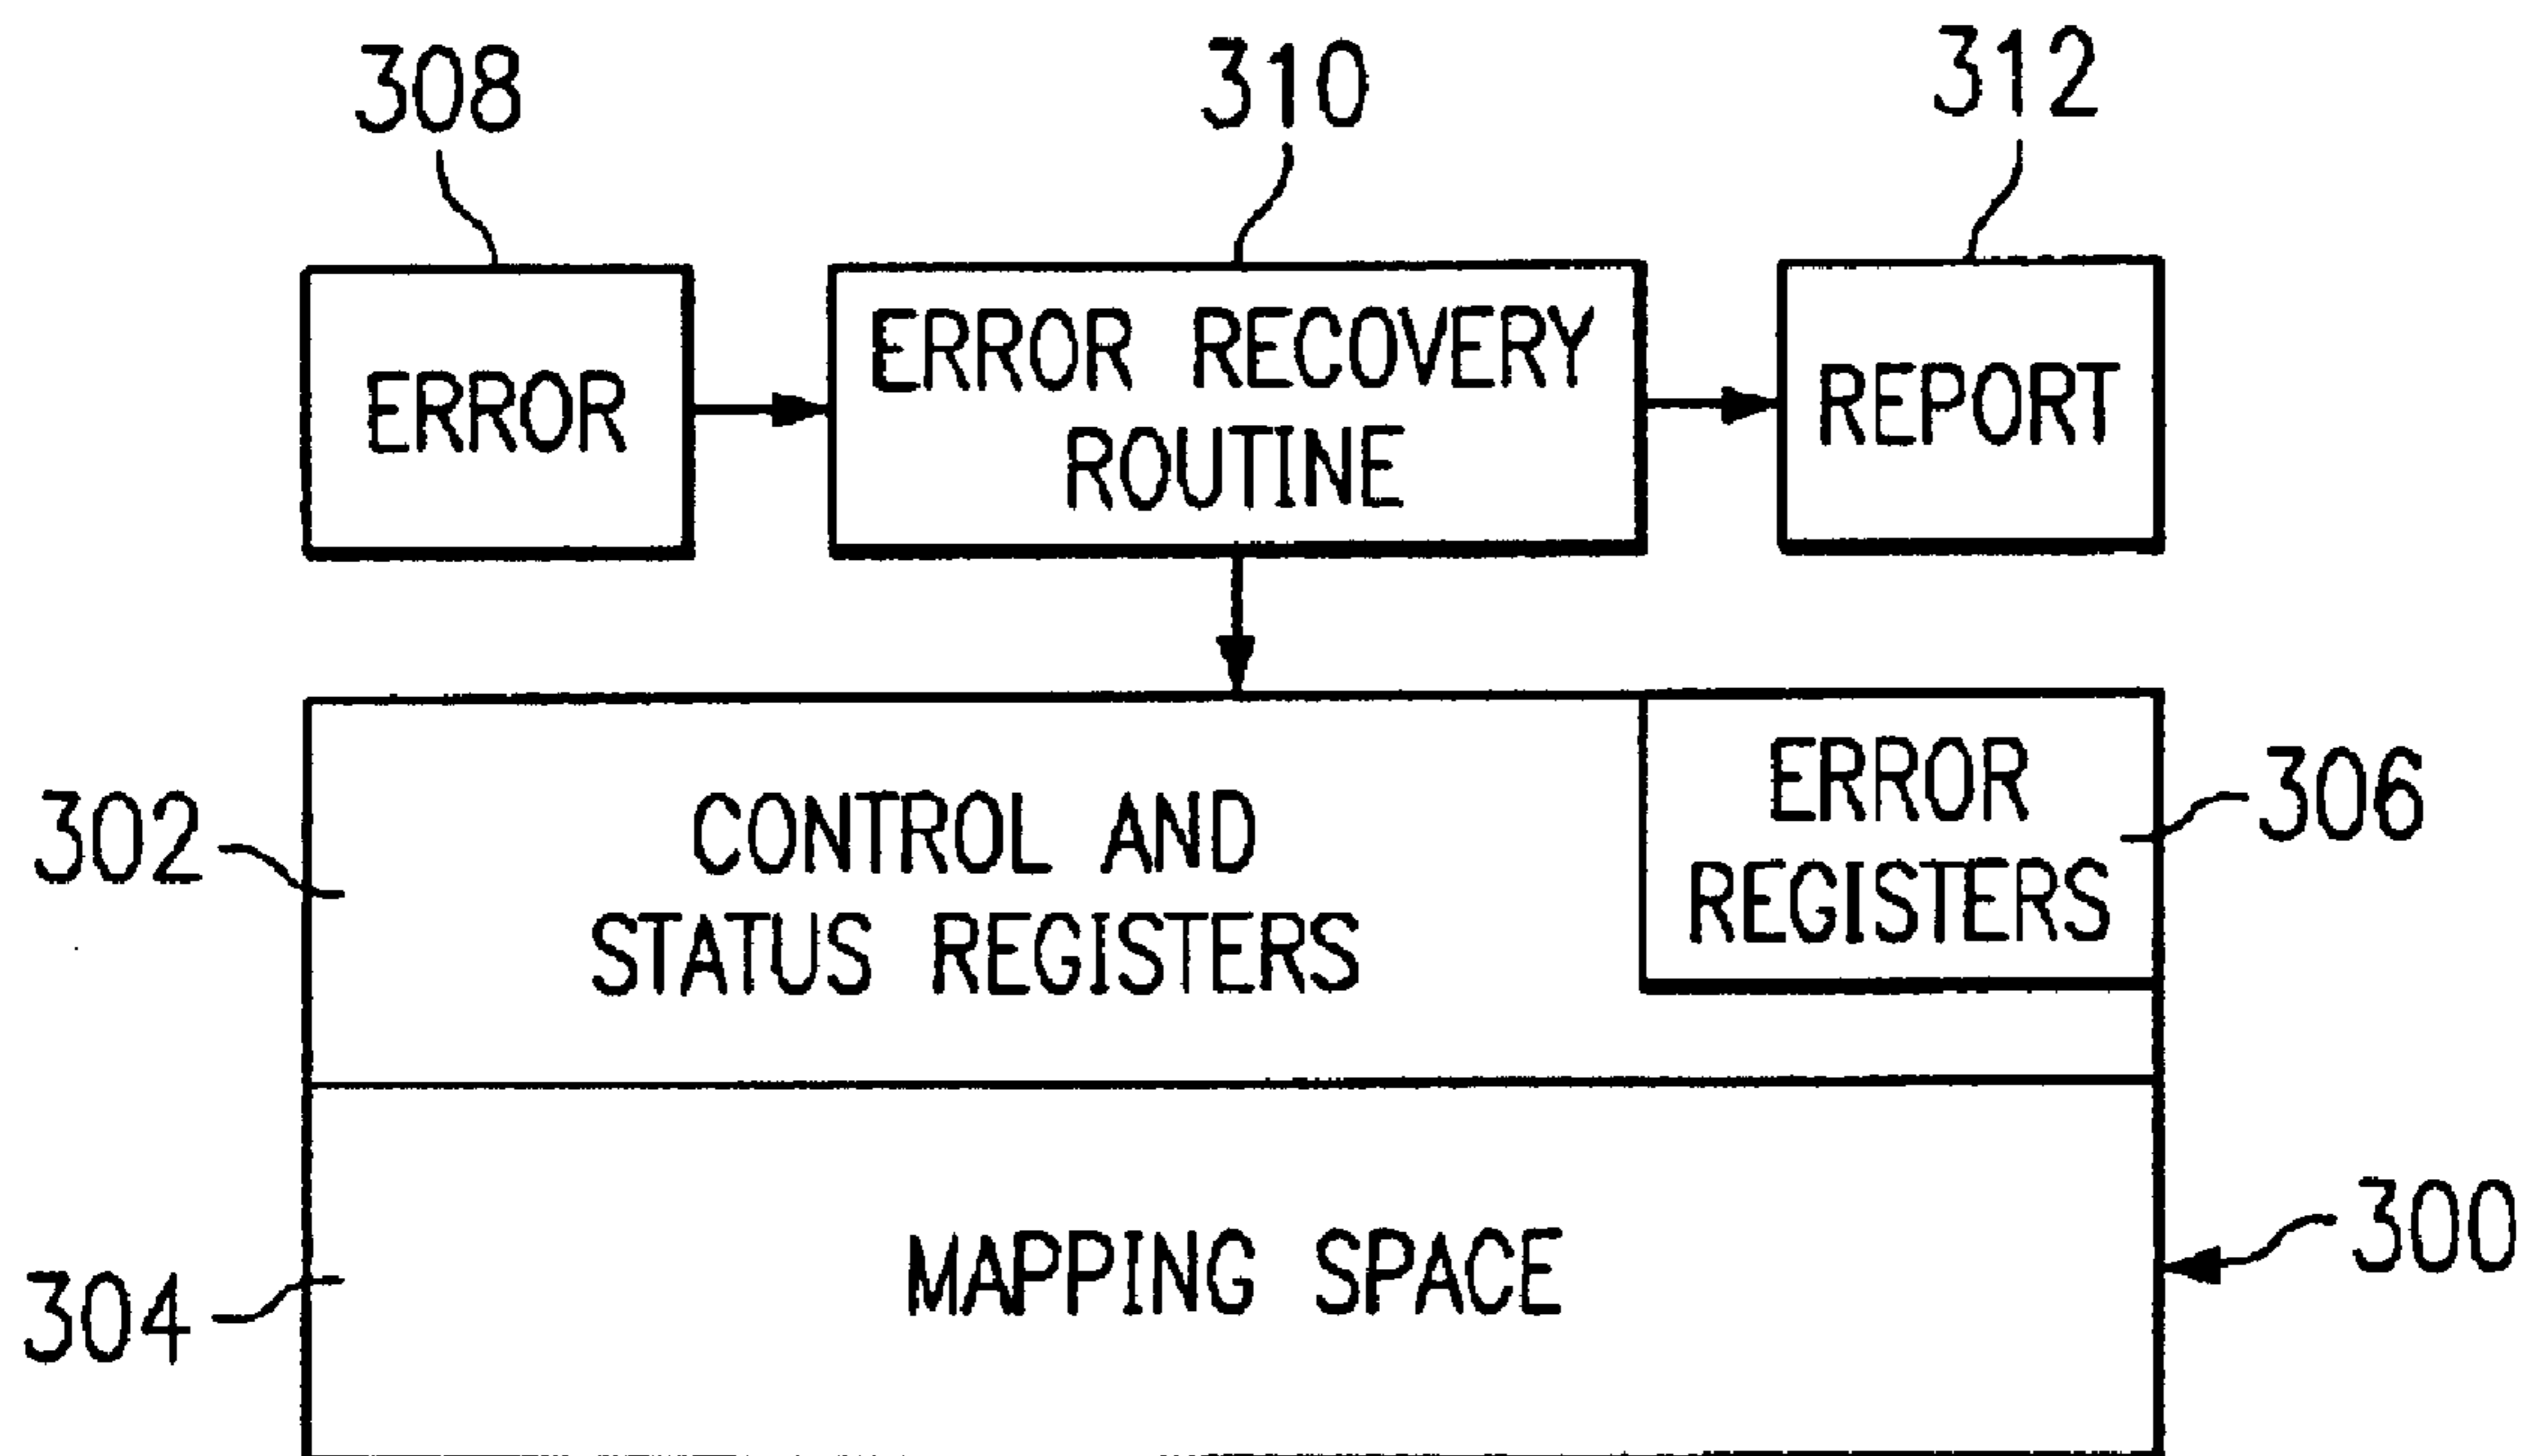 308
310
312
ERROR
ERROR RECOVERY
ROUTINE
REPORT
302
CONTROL AND
STATUS REGISTERS
ERROR
REGISTERS
306
304
MAPPING SPACE
300